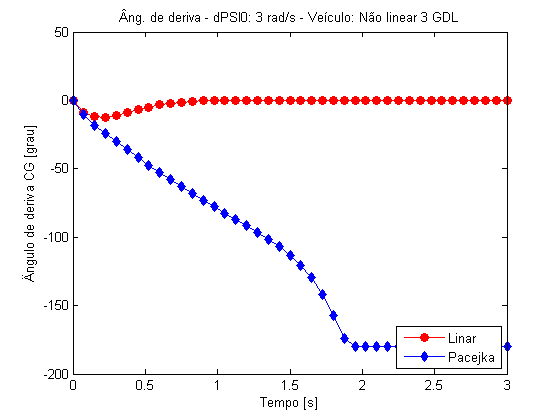 Âng. de deriva - dPSI0: 3 rad/s - Veículo: Não linear 3 GDL
50
0
-50
-100
-150
-200
Ângulo de deriva CG [grau]
0
0.5
1
1.5
2
2.5
3
Tempo [s]
Linar
Pacejka